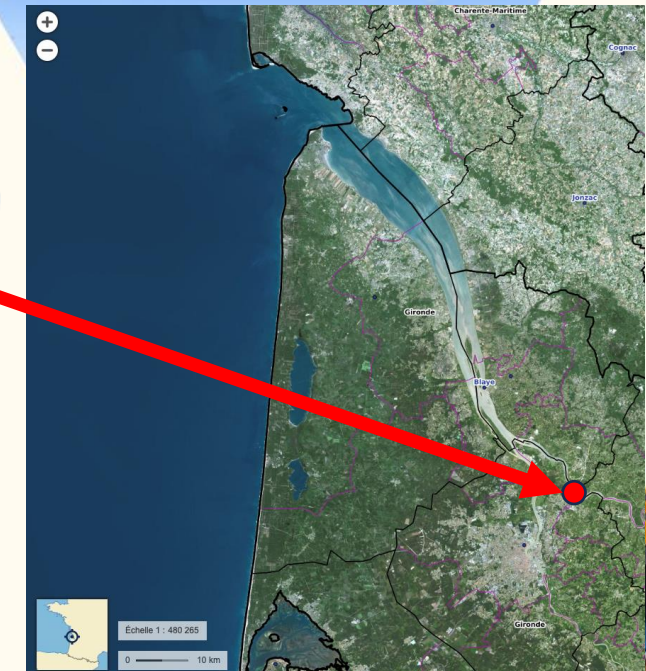 +
−
Charente-Maritime
Cognac
Jonzac
Gironde
Blaye
Gironde
Échelle 1 : 480 265
0 10 km